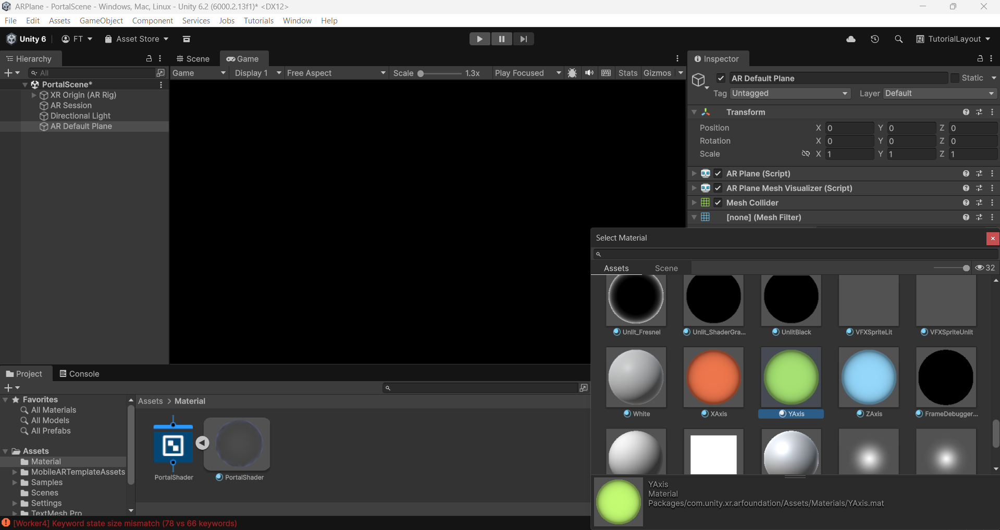 ARPlane - PortalScene - Windows, Mac, Linux - Unity 6.2 (6000.2.13f1)* <DX12>
File Edit Assets GameObject Component Services Jobs Tutorials Window Help
Unity 6 FT Asset Store TutorialLayout
Hierarchy Scene Game Inspector
All Game Display 1 Free Aspect Scale 1.3x Play Focused Stats Gizmos
AR Default Plane Static
Tag Untagged Layer Default
PortalScene*
XR Origin (AR Rig)
AR Session
Directional Light
AR Default Plane
Transform
Position X 0 Y 0 Z 0
Rotation X 0 Y 0 Z 0
Scale X 1 Y 1 Z 1
AR Plane (Script)
AR Plane Mesh Visualizer (Script)
Mesh Collider
[none] (Mesh Filter)
Select Material
Assets Scene 32
Unlit_Fresnel Unlit_ShaderGra... UnlitBlack VFXSpriteLit VFXSpriteUnlit
White XAxis YAxis ZAxis FrameDebugger...
YAxis
Material
Packages/com.unity.xr.arfoundation/Assets/Materials/YAxis.mat
Project Console
Favorites
All Materials
All Models
All Prefabs
Assets
Material
MobileARTemplateAssets
Samples
Scenes
Settings
TextMesh Pro
Assets > Material
PortalShader PortalShader
[Worker4] Keyword state size mismatch (78 vs 66 keywords)